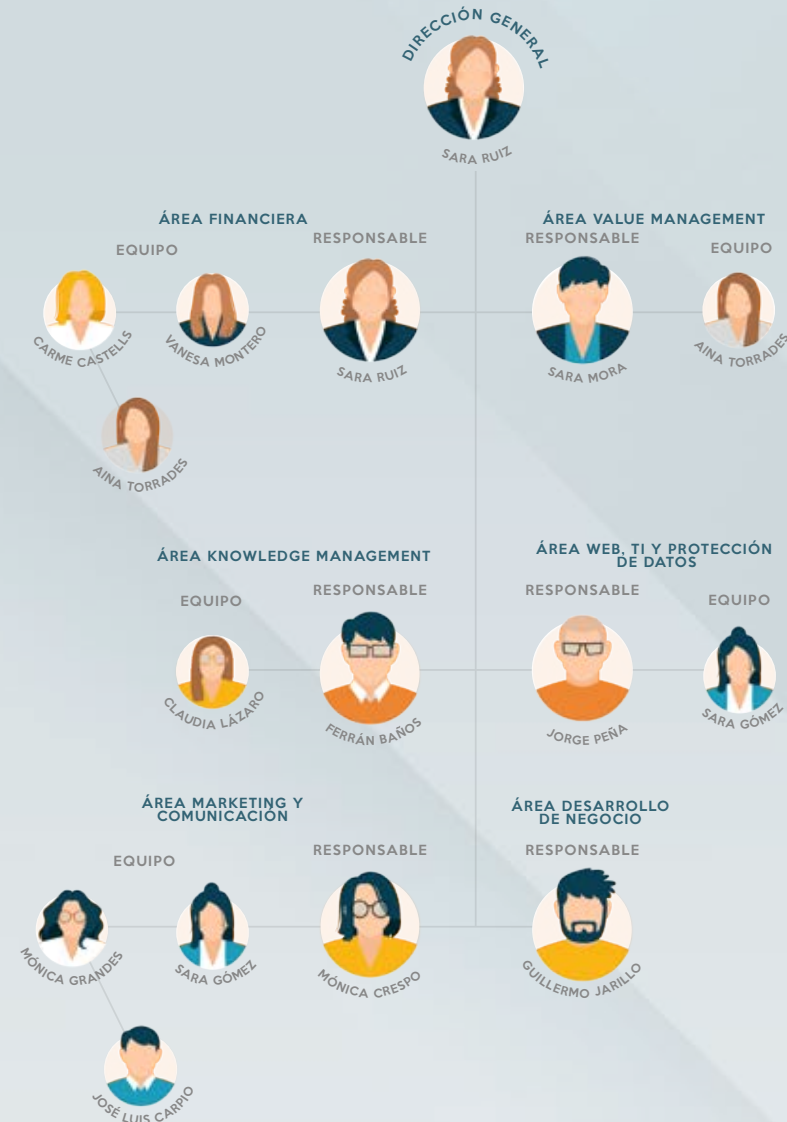 DIRECCIÓN GENERAL
SARA RUIZ
ÁREA FINANCIERA
EQUIPO
RESPONSABLE
CARME CASTELLS
VANESA MONTERO
SARA RUIZ
AINA TORRADES
ÁREA VALUE MANAGEMENT
RESPONSABLE
EQUIPO
SARA MORA
AINA TORRADES
ÁREA KNOWLEDGE MANAGEMENT
EQUIPO
RESPONSABLE
CLAUDIA LÁZARO
FERRÁN BAÑOS
ÁREA WEB, TI Y PROTECCIÓN
DE DATOS
RESPONSABLE
EQUIPO
JORGE PEÑA
SARA GÓMEZ
ÁREA MARKETING Y
COMUNICACIÓN
EQUIPO
RESPONSABLE
MÓNICA GRANDES
SARA GÓMEZ
MÓNICA CRESPO
JOSÉ LUIS CARPIO
ÁREA DESARROLLO
DE NEGOCIO
RESPONSABLE
GUILLERMO JARILLO